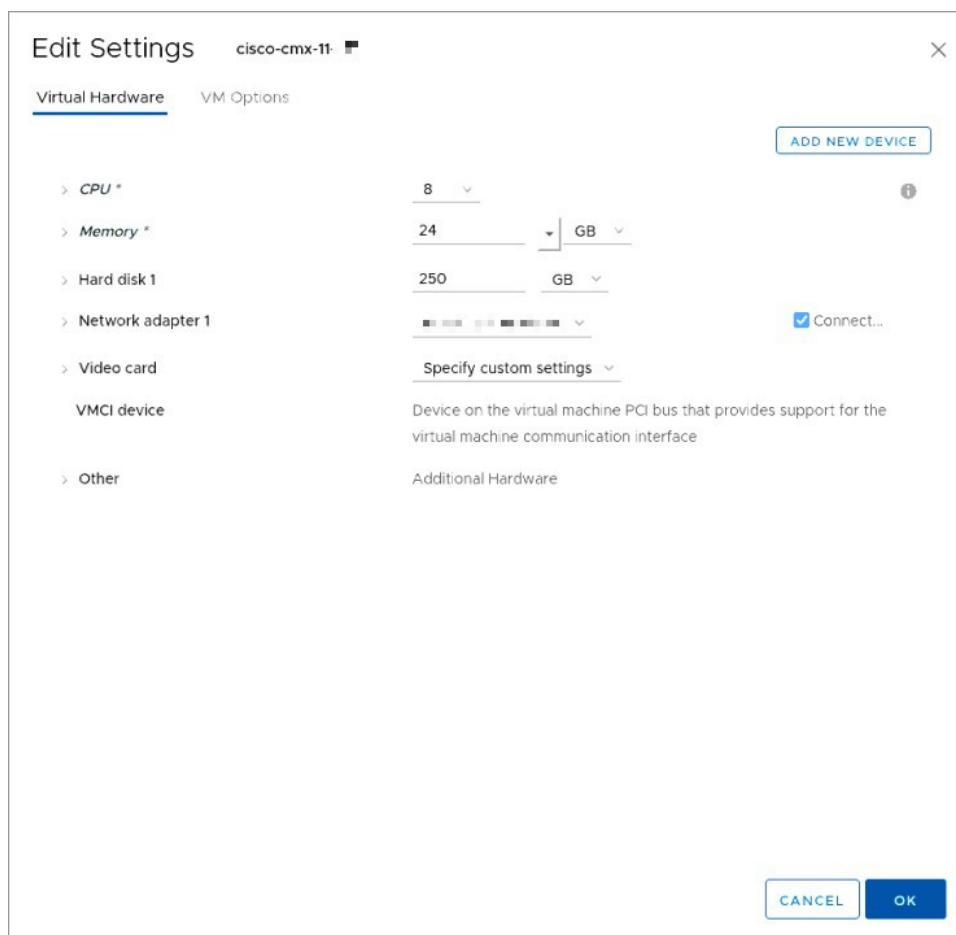 Edit Settings cisco-cmx-11-
Virtual Hardware VM Options
ADD NEW DEVICE
CPU * 8
Memory * 24 GB
Hard disk 1 250 GB
Network adapter 1 Connect...
Video card Specify custom settings
VMCI device Device on the virtual machine PCI bus that provides support for the
virtual machine communication interface
Other Additional Hardware
CANCEL OK